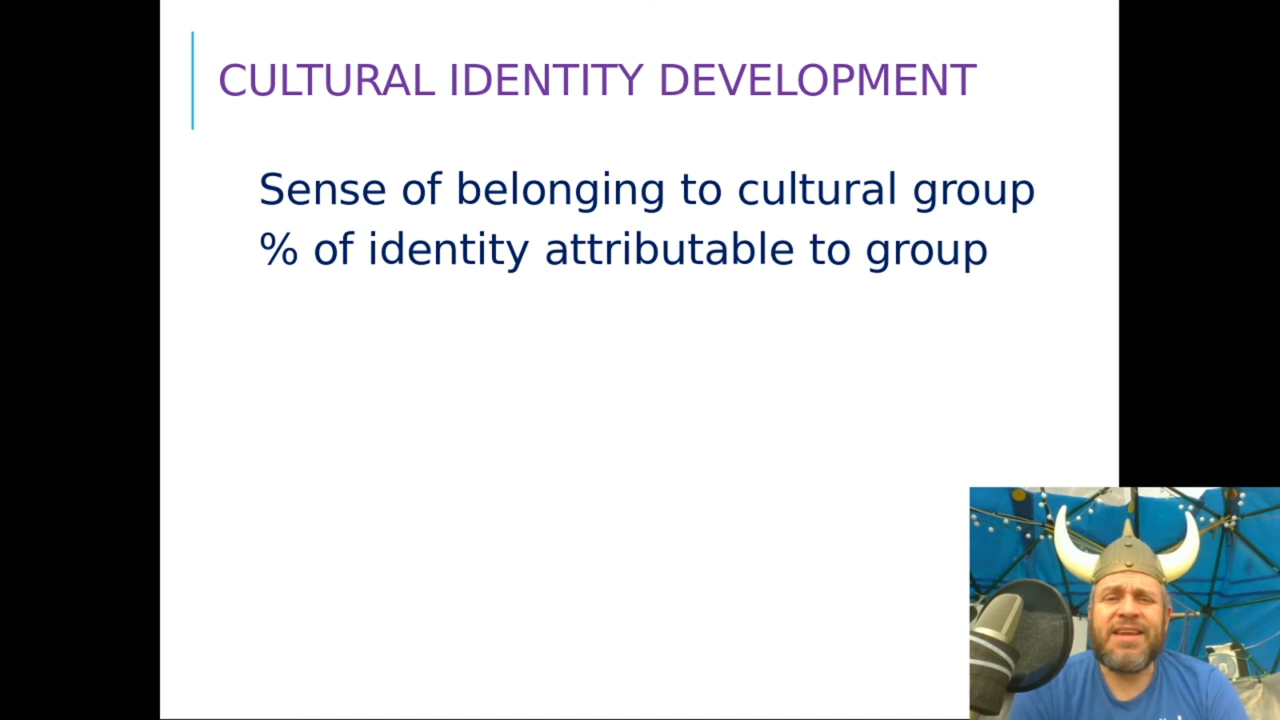 CULTURAL IDENTITY DEVELOPMENT
Sense of belonging to cultural group
% of identity attributable to group